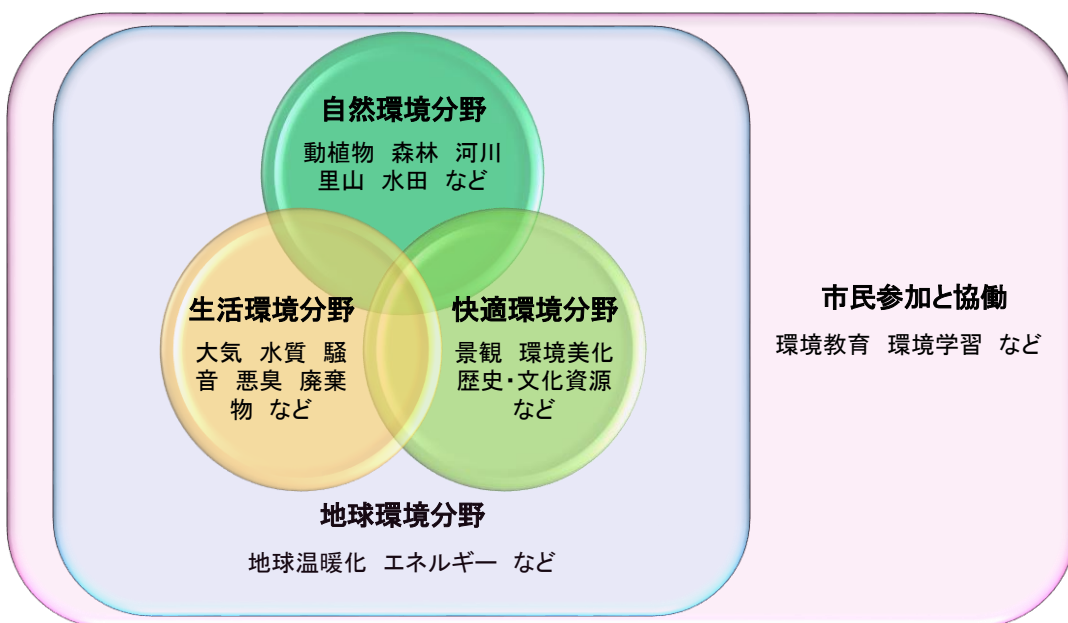 自然環境分野
動植物 森林 河川
里山 水田 など
生活環境分野
大気 水質 騒
音 悪臭 廃棄
物 など
快適環境分野
景観 環境美化
歴史・文化資源
など
地球環境分野
地球温暖化 エネルギー など
市民参加と協働
環境教育 環境学習 など